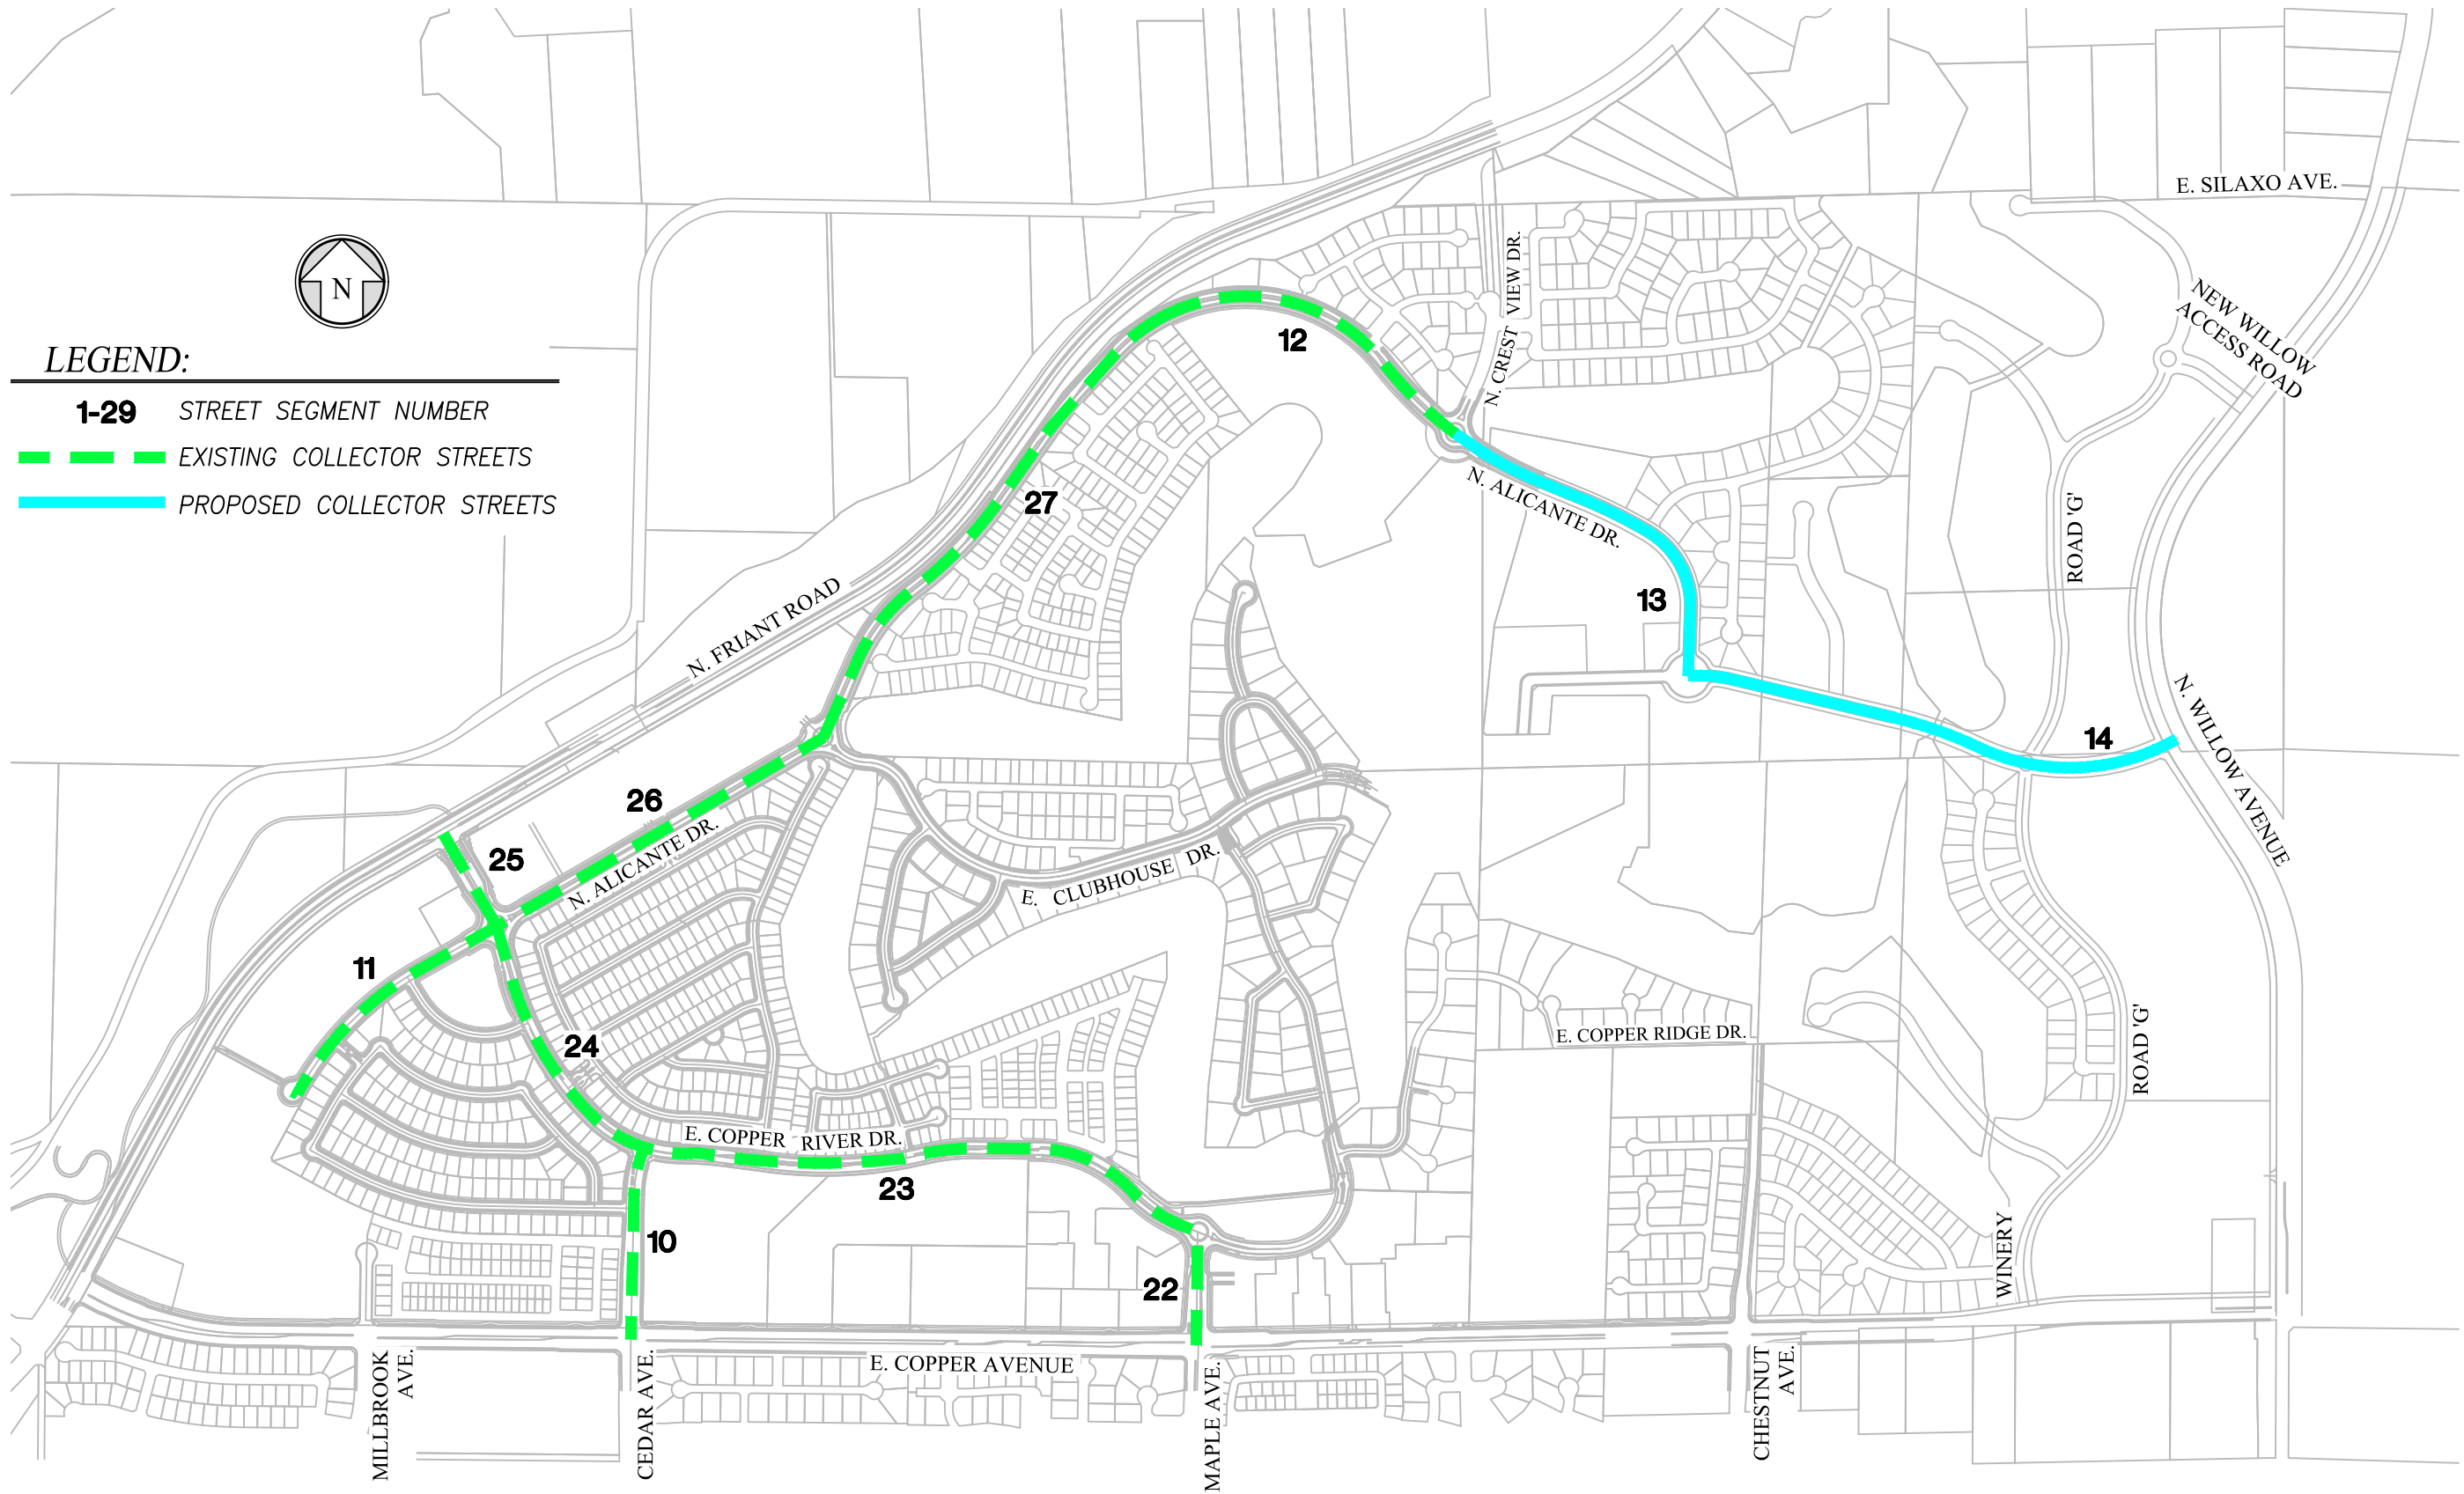 E. SILAXO AVE.
N
N. CREST VIEW DR.
NEW WILLOW
ACCESS ROAD
LEGEND:
1-29 STREET SEGMENT NUMBER
EXISTING COLLECTOR STREETS
PROPOSED COLLECTOR STREETS
12
27
N. ALICANTE DR.
ROAD 'G'
13
N. FRIANT ROAD
14
N. WILLOW AVENUE
26
25
N. ALICANTE DR.
E. CLUBHOUSE DR.
11
24
E. COPPER RIDGE DR.
ROAD 'G'
E. COPPER RIVER DR.
23
10
22
WINERY
E. COPPER AVENUE
MILLBROOK
AVE.
CEDAR AVE.
MAPLE AVE.
CHESTNUT
AVE.